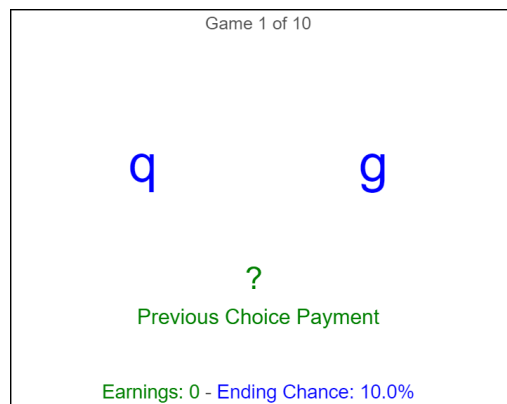 Game 1 of 10
q g
?
Previous Choice Payment
Earnings: 0 - Ending Chance: 10.0%